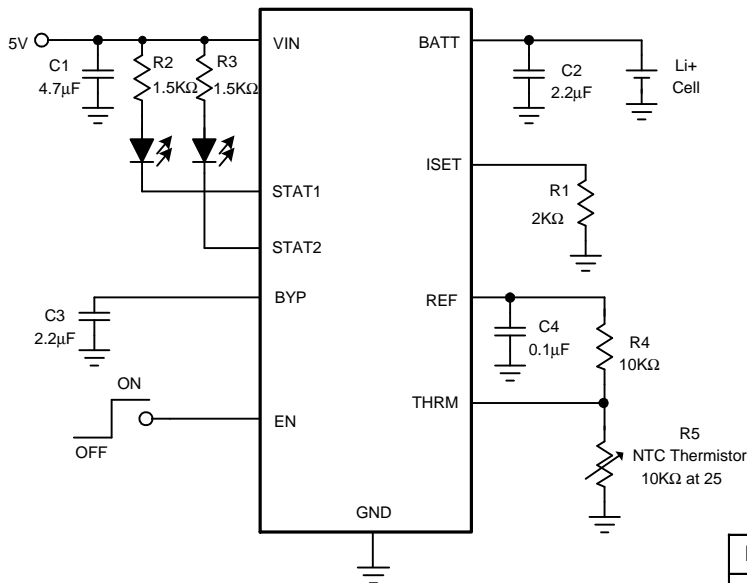 5V
C1
4.7μF
R2
1.5KΩ
R3
1.5KΩ
VIN
BATT
C2
2.2μF
Li+
Cell
ISET
R1
2KΩ
STAT1
STAT2
BYP
REF
C3
2.2μF
C4
0.1μF
R4
10KΩ
ON
OFF
EN
THRM
R5
NTC Thermistor
10KΩ at 25
GND